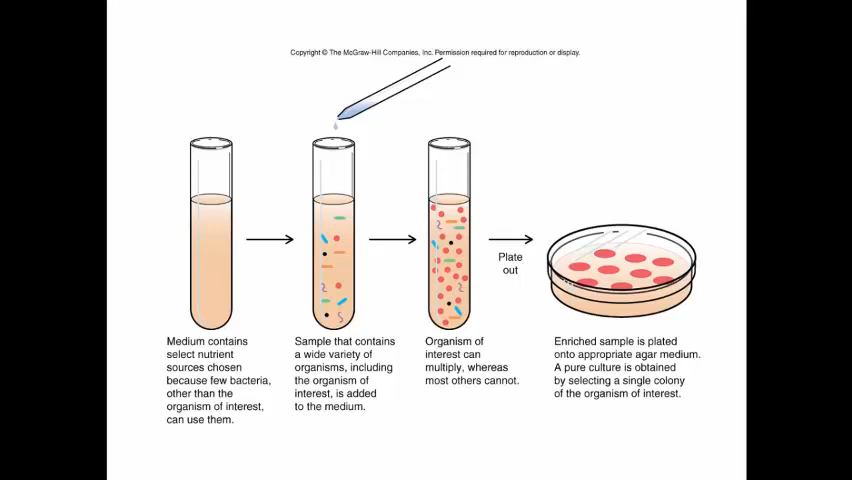 Copyright © The McGraw-Hill Companies, Inc. Permission required for reproduction or display.
Plate
out
Medium contains
select nutrient
sources chosen
because few bacteria,
other than the
organism of interest,
can use them.
Sample that contains
a wide variety of
organisms, including
the organism of
interest, is added
to the medium.
Organism of
interest can
multiply, whereas
most others cannot.
Enriched sample is plated
onto appropriate agar medium.
A pure culture is obtained
by selecting a single colony
of the organism of interest.